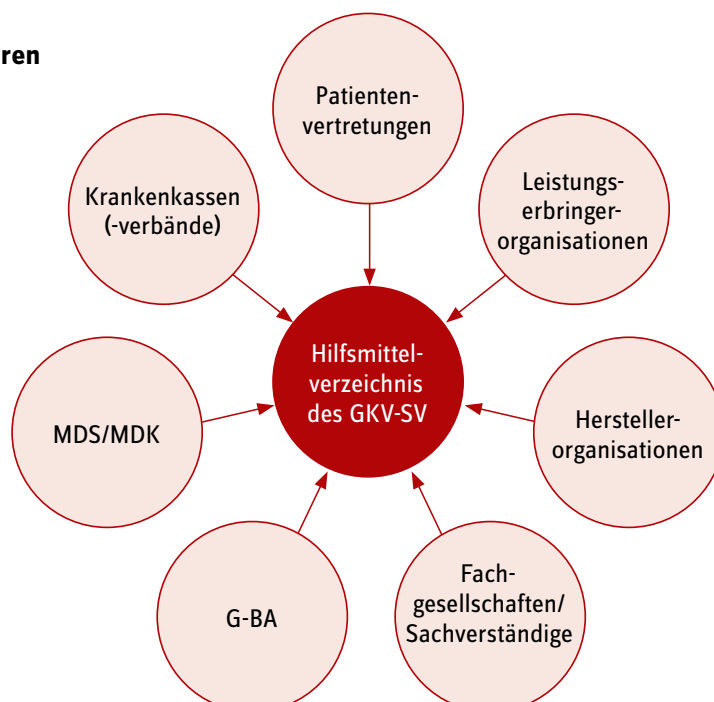 ren
Patienten-
vertretungen
Krankenkassen
(-verbände)
Leistungs-
erbringer-
organisationen
Hilfsmittel-
verzeichnis
des GKV-SV
MDS/MDK
Hersteller-
organisationen
G-BA
Fach-
gesellschaften/
Sachverständige